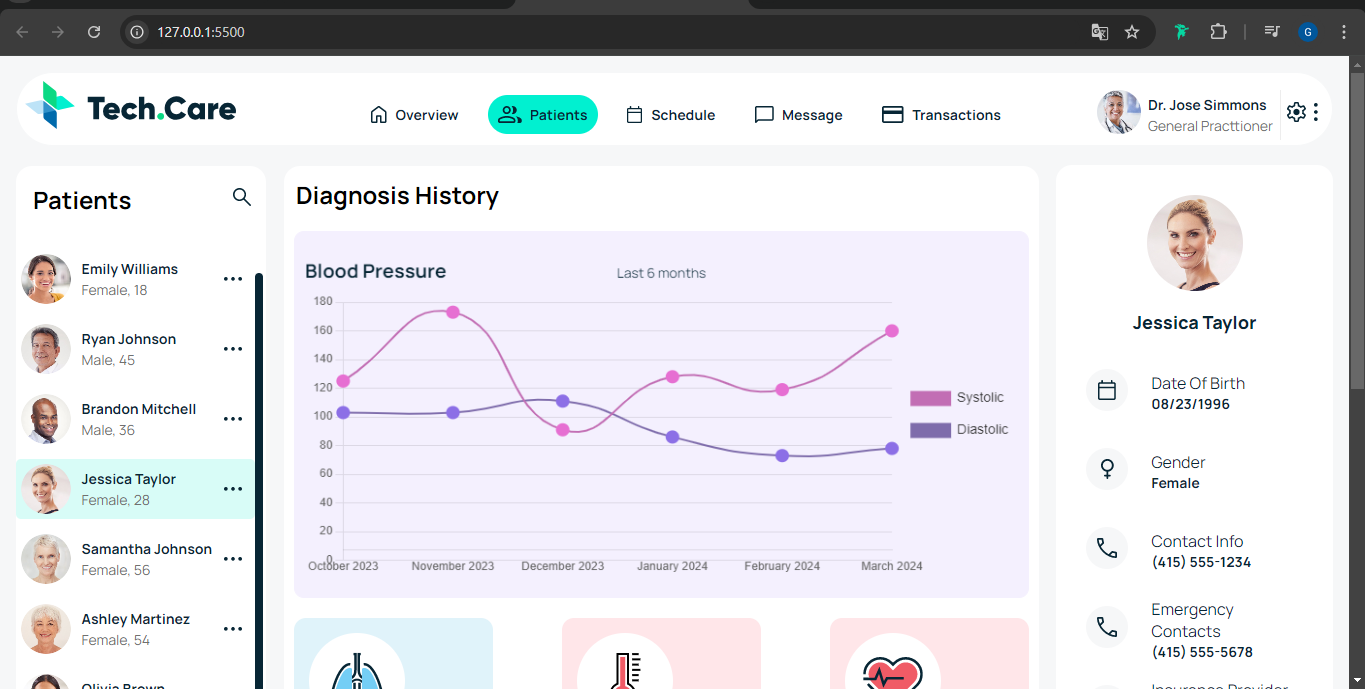 127.0.0.1:5500
G
Tech.Care
Overview
Patients
Schedule
Message
Transactions
Dr. Jose Simmons
General Practtioner
Patients
Emily Williams
Female, 18
Ryan Johnson
Male, 45
Brandon Mitchell
Male, 36
Jessica Taylor
Female, 28
Samantha Johnson
Female, 56
Ashley Martinez
Female, 54
Olivia Brown
Diagnosis History
Blood Pressure
Last 6 months
180
160
140
120
100
80
60
40
20
0
October 2023
November 2023
December 2023
January 2024
February 2024
March 2024
Systolic
Diastolic
Jessica Taylor
Date Of Birth
08/23/1996
Gender
Female
Contact Info
(415) 555-1234
Emergency
Contacts
(415) 555-5678
Insurance Provider